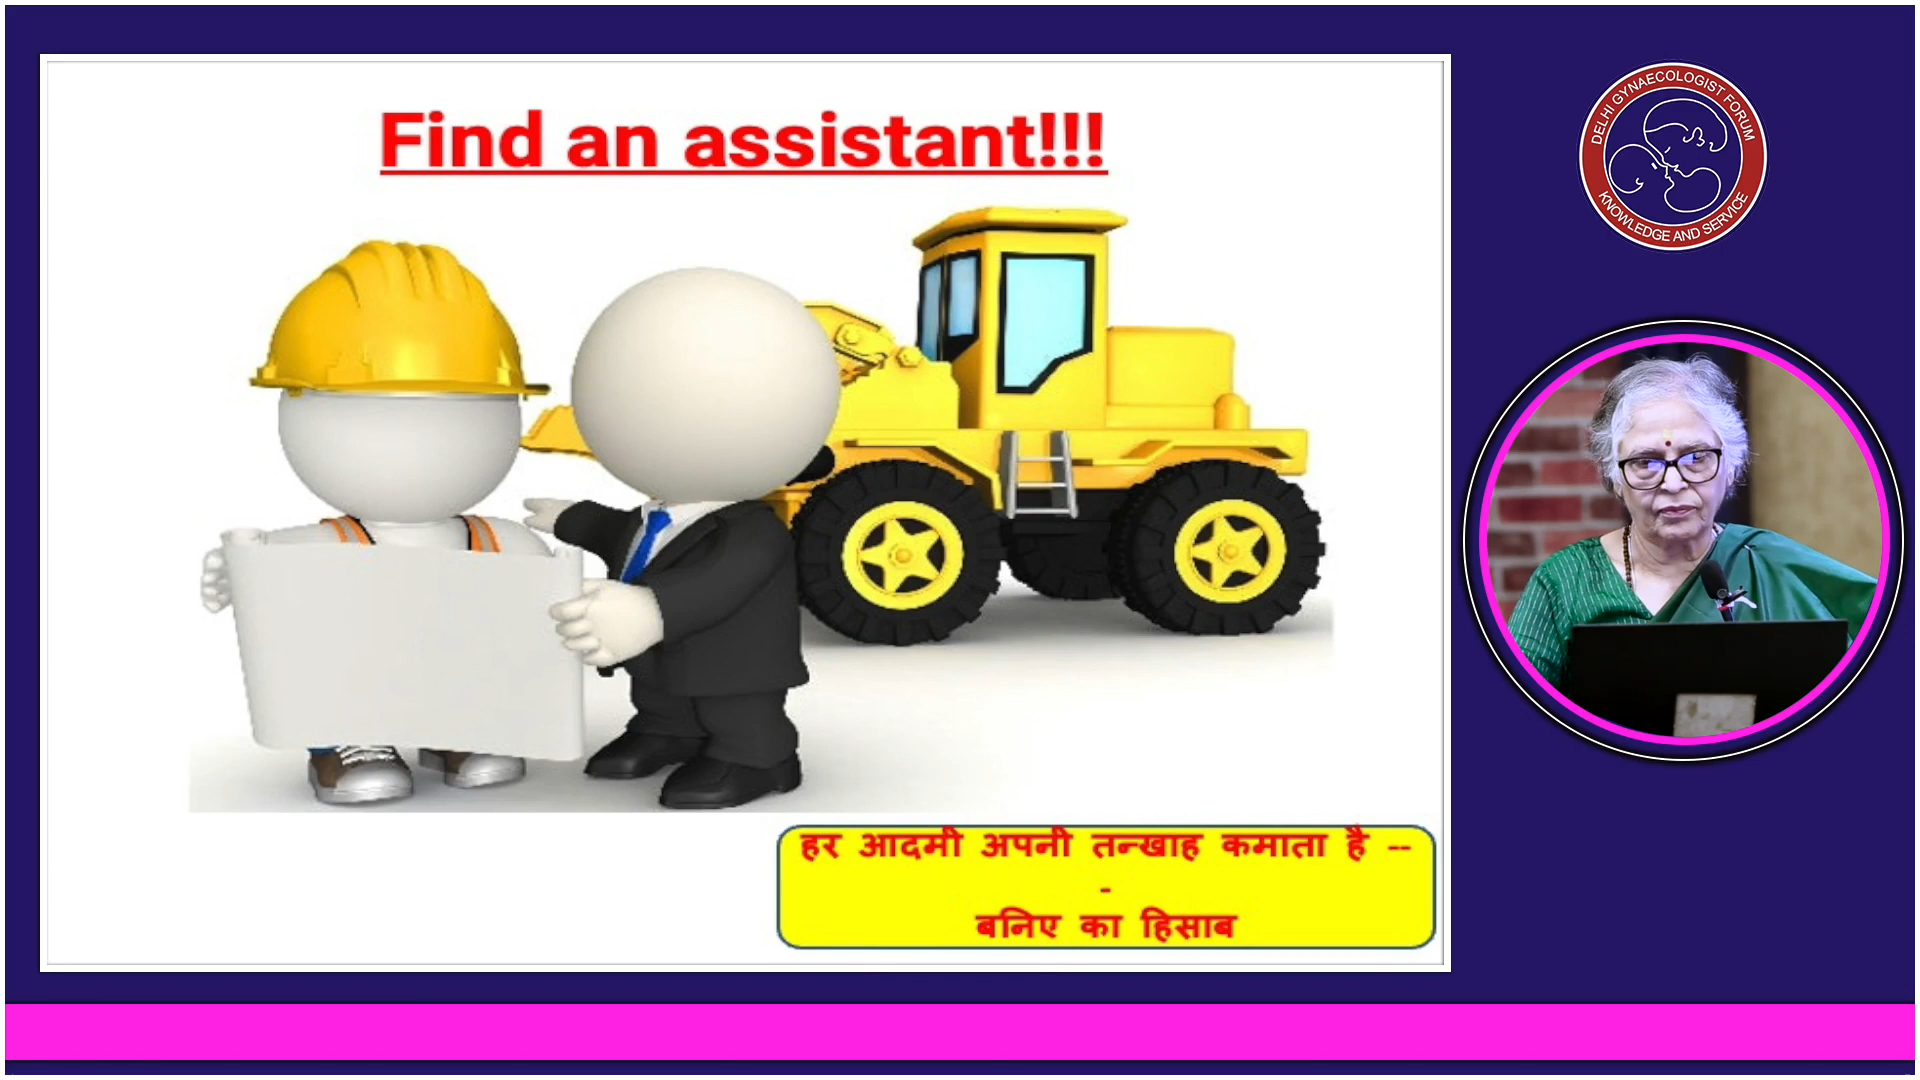 Find an assistant!!!
हर आदमी अपनी तन्खाह कमाता है --
-
बनिए का हिसाब
DELHI GYNAECOLOGIST FORUM
KNOWLEDGE AND SERVICE